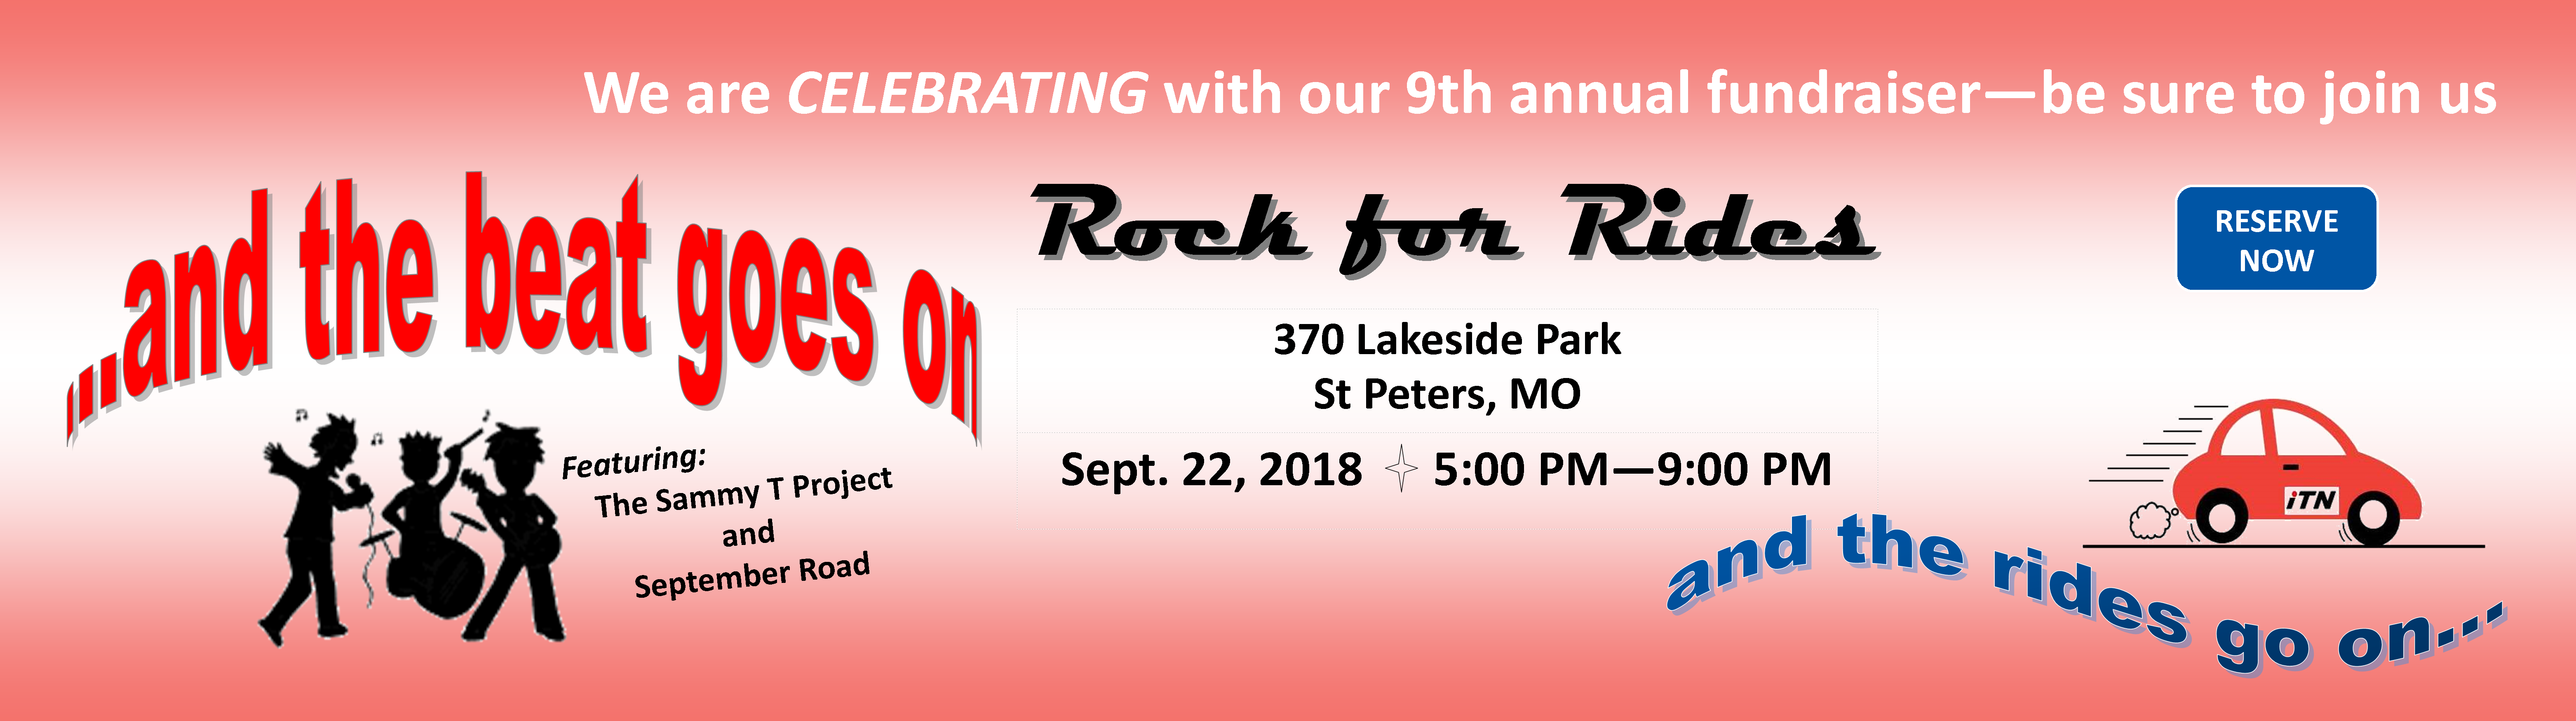 We are CELEBRATING with our 9th annual fundraiser—be sure to join us
...and the beat goes on
Featuring:
The Sammy T Project
and
September Road
Rock for Rides
370 Lakeside Park
St Peters, MO
Sept. 22, 2018 5:00 PM—9:00 PM
RESERVE
NOW
iTN
and the rides go on...